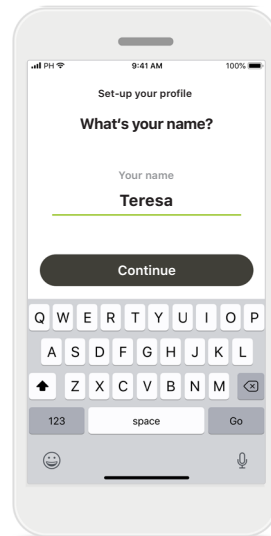 PH 9:41 AM 100%
Set-up your profile
What's your name?
Your name
Teresa
Continue
Q W E R T Y U I O P
A S D F G H J K L
Z X C V B N M
123 space Go